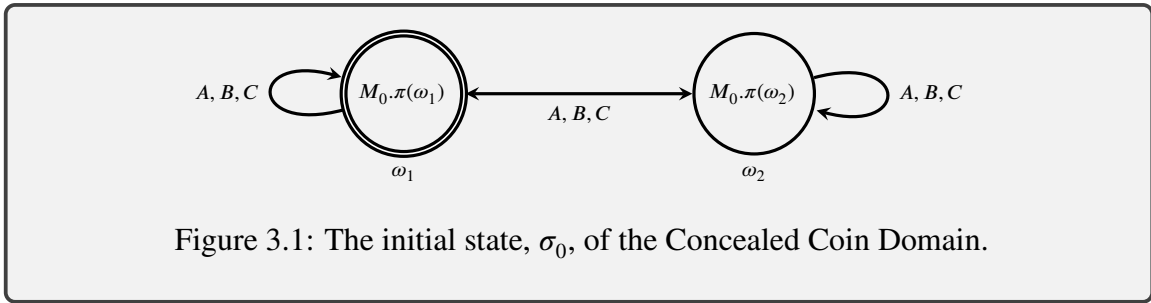 A, B, C M₀.π(ω₁) M₀.π(ω₂) A, B, C
A, B, C
ω₁ ω₂
Figure 3.1: The initial state, σ₀, of the Concealed Coin Domain.